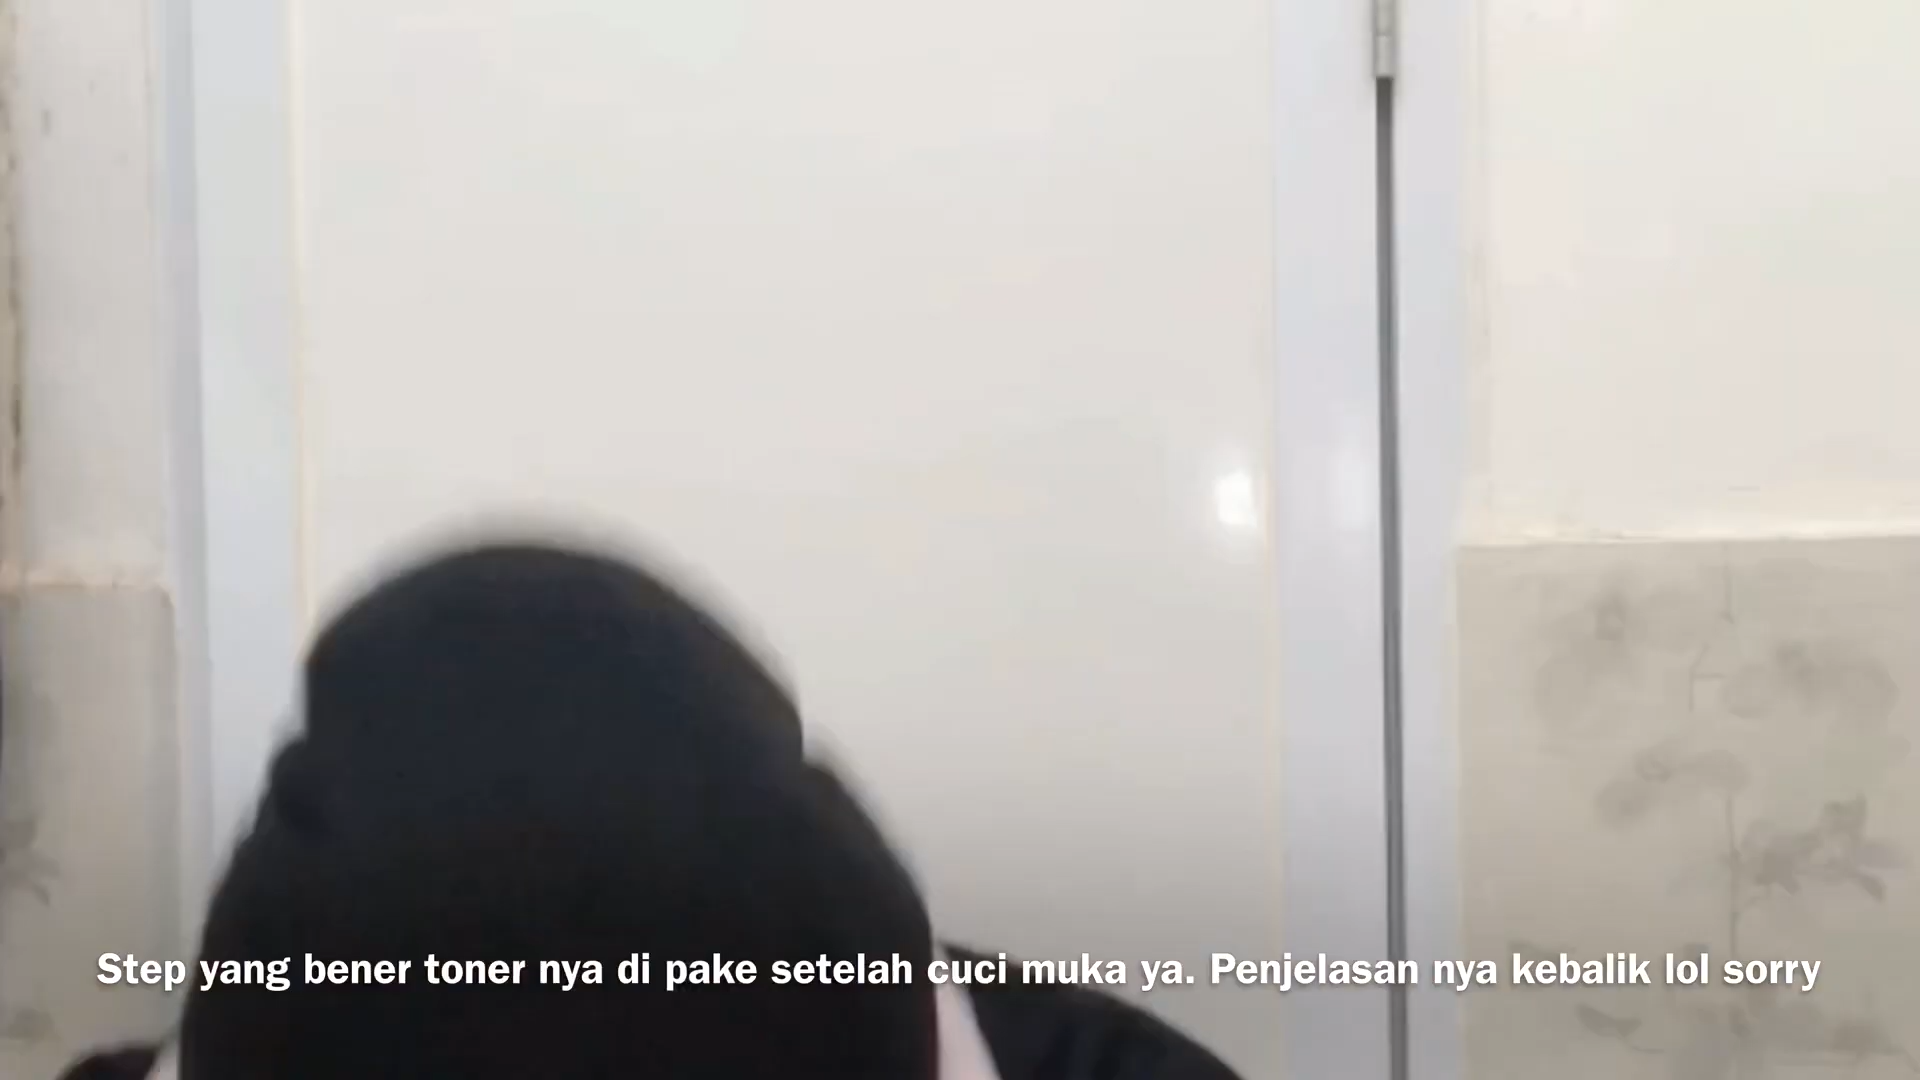 Step yang bener toner nya di pake setelah cuci muka ya. Penjelasan nya kebalik lol sorry